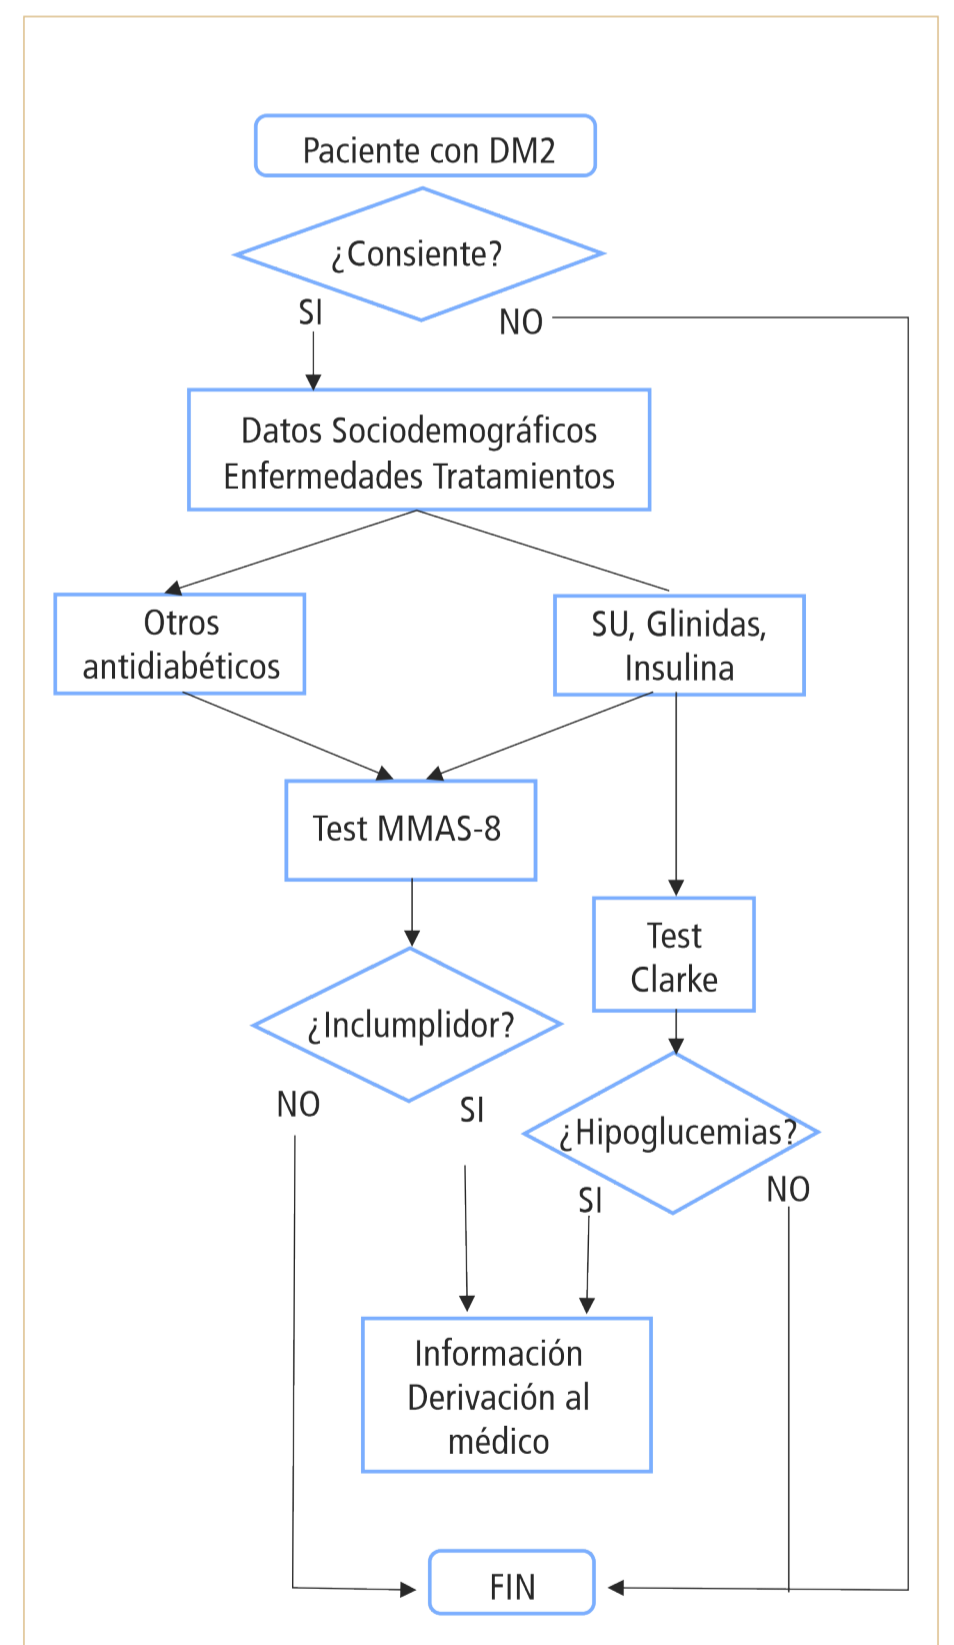 Paciente con DM2
¿Consiente?
SI
NO
Datos Sociodemográficos
Enfermedades Tratamientos
Otros
antidiabéticos
SU, Glinidas,
Insulina
Test MMAS-8
Test
Clarke
¿Inclumplidor?
NO
SI
¿Hipoglucemias?
SI
NO
Información
Derivación al
médico
FIN